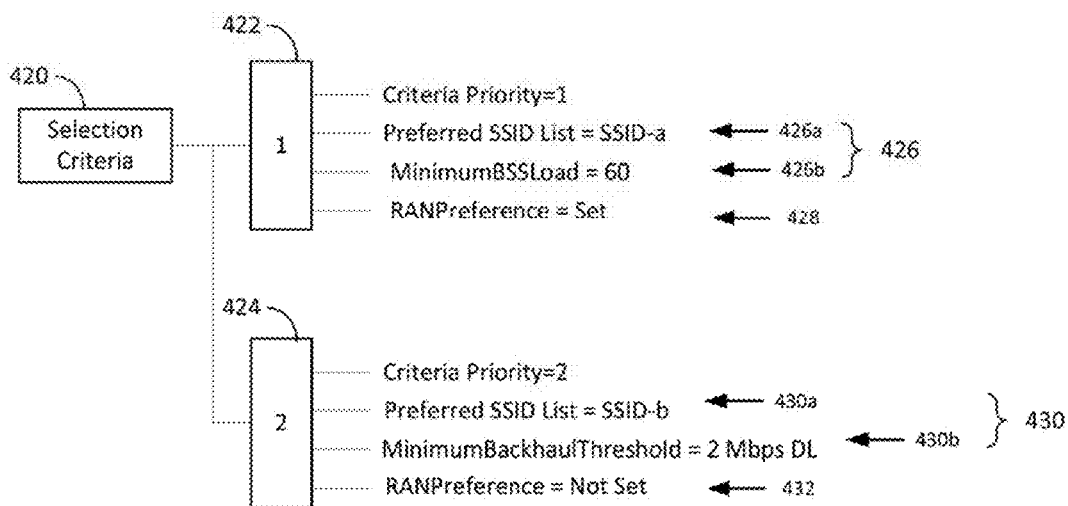 422
420
Selection
Criteria
1
Criteria Priority=1
Preferred SSID List = SSID-a
426a
MinimumBSSLoad = 60
426b
426
RANPreference = Set
428
424
2
Criteria Priority=2
Preferred SSID List = SSID-b
430a
MinimumBackhaulThreshold = 2 Mbps DL
430b
430
RANPreference = Not Set
432